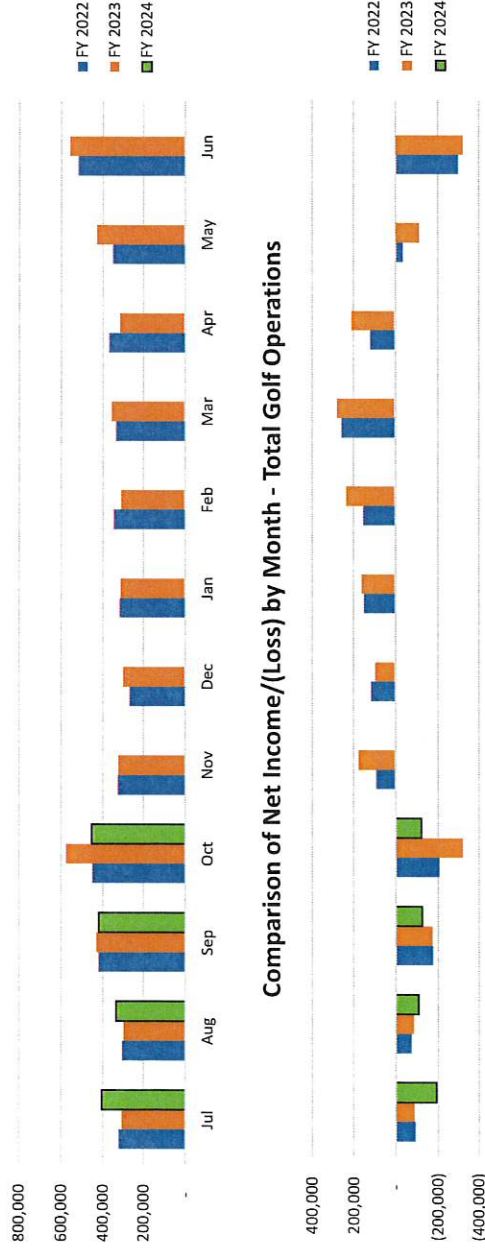 800,000
600,000
400,000
200,000
-
Jul Aug Sep Oct Nov Dec Jan Feb Mar Apr May Jun
FY 2022
FY 2023
FY 2024
Comparison of Net Income/(Loss) by Month - Total Golf Operations
400,000
200,000
-
(200,000)
(400,000)
FY 2022
FY 2023
FY 2024